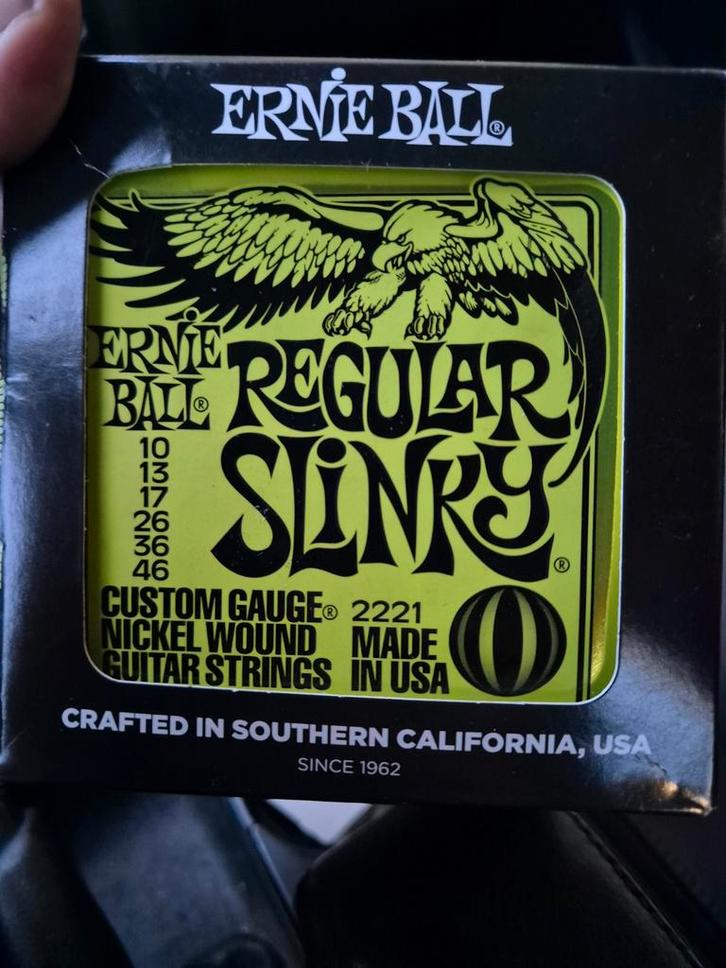 ERNiE BALL®
ERNiE
BALL®
REGULAR
SLiNKY®
10
13
17
26
36
46
CUSTOM GAUGE®
NICKEL WOUND
GUITAR STRINGS
2221
MADE
IN USA
CRAFTED IN SOUTHERN CALIFORNIA, USA
SINCE 1962